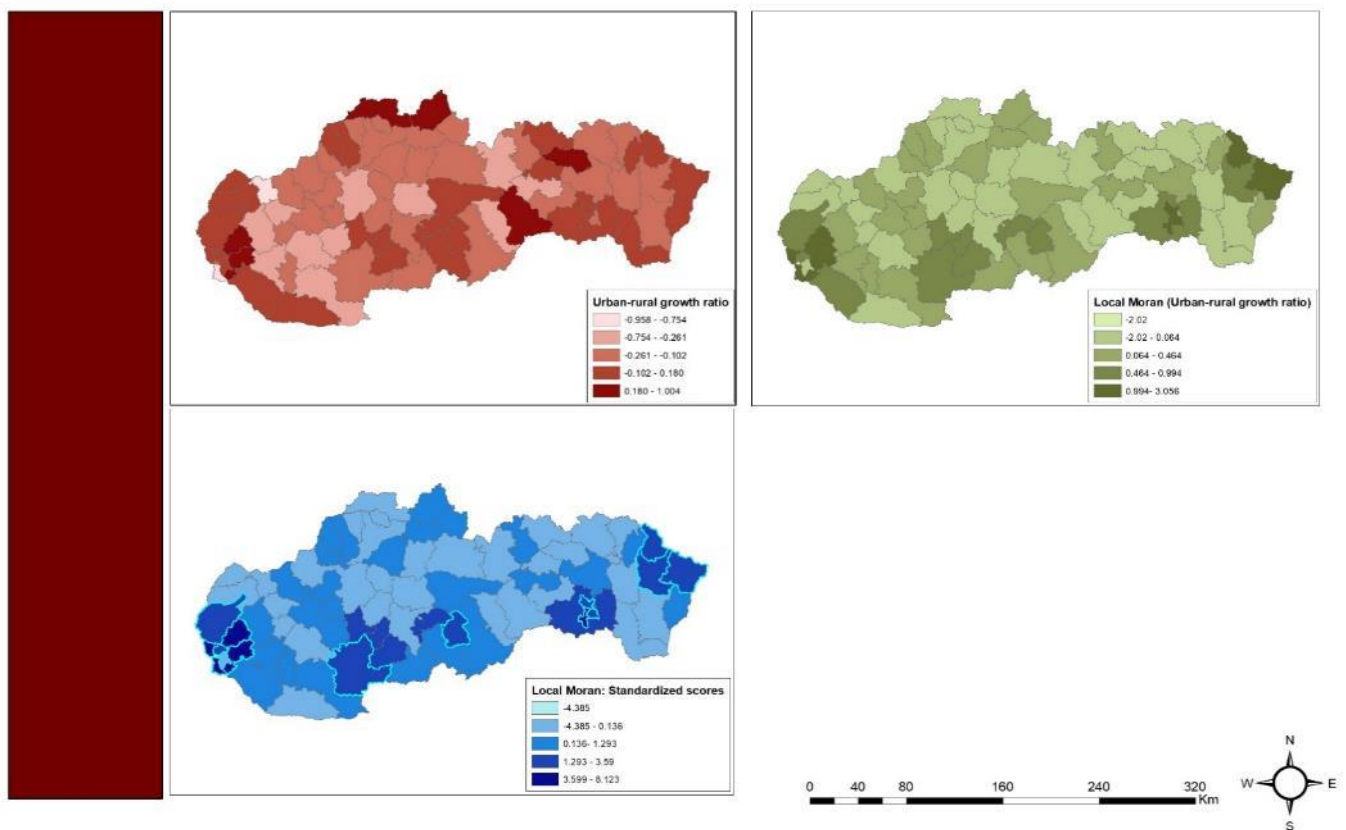 Urban-rural growth ratio
-0.958 - -0.754
-0.754 - -0.261
-0.261 - -0.102
-0.102 - 0.180
0.180 - 1.004
Local Moran (Urban-rural growth ratio)
-2.02
-2.02 - 0.064
0.064 - 0.464
0.464 - 0.994
0.994- 3.056
Local Moran: Standardized scores
-4.385
-4.385 - 0.136
0.136- 1.293
1.293 - 3.59
3.599 - 8.123
N
W E
S
0 40 80 160 240 320
Km